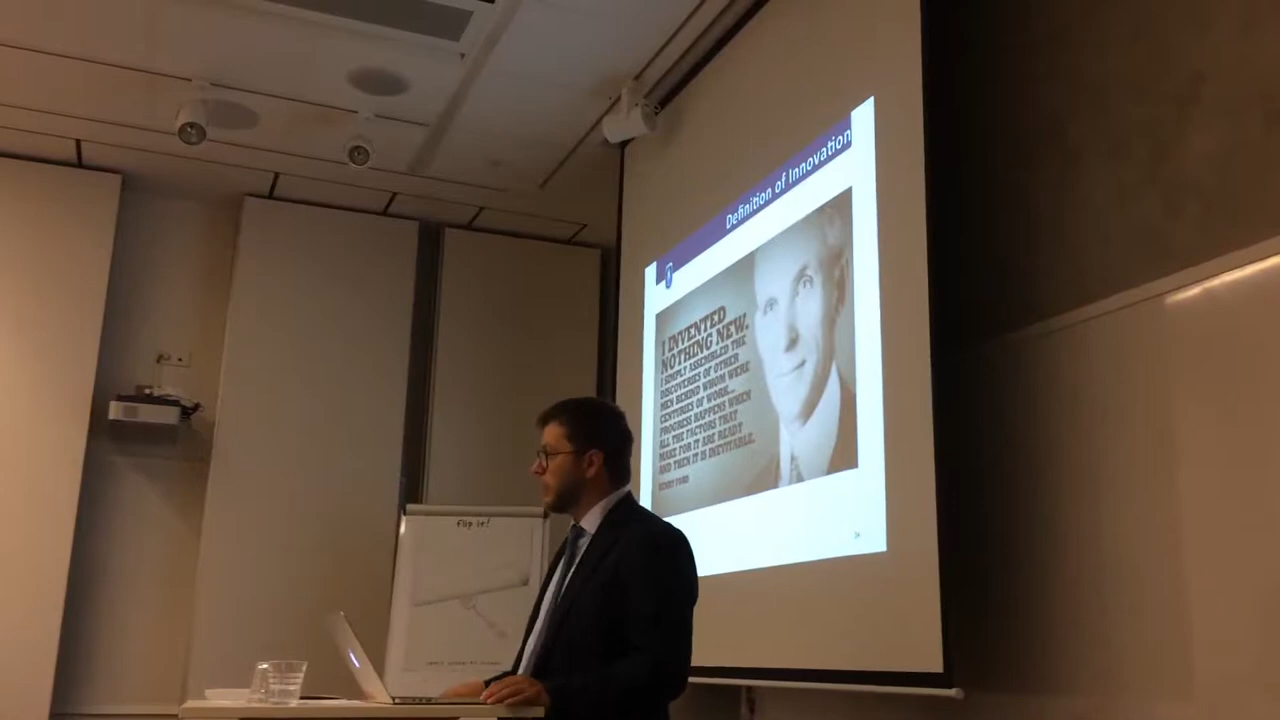 Definition of Innovation
I INVENTED
NOTHING NEW.
I SIMPLY ASSEMBLED THE
DISCOVERIES OF OTHER
MEN BEHIND WHOM WERE
CENTURIES OF WORK...
PROGRESS HAPPENS WHEN
ALL THE FACTORS THAT
MAKE FOR IT ARE READY
AND THEN IT IS INEVITABLE.
HENRY FORD
flip it!